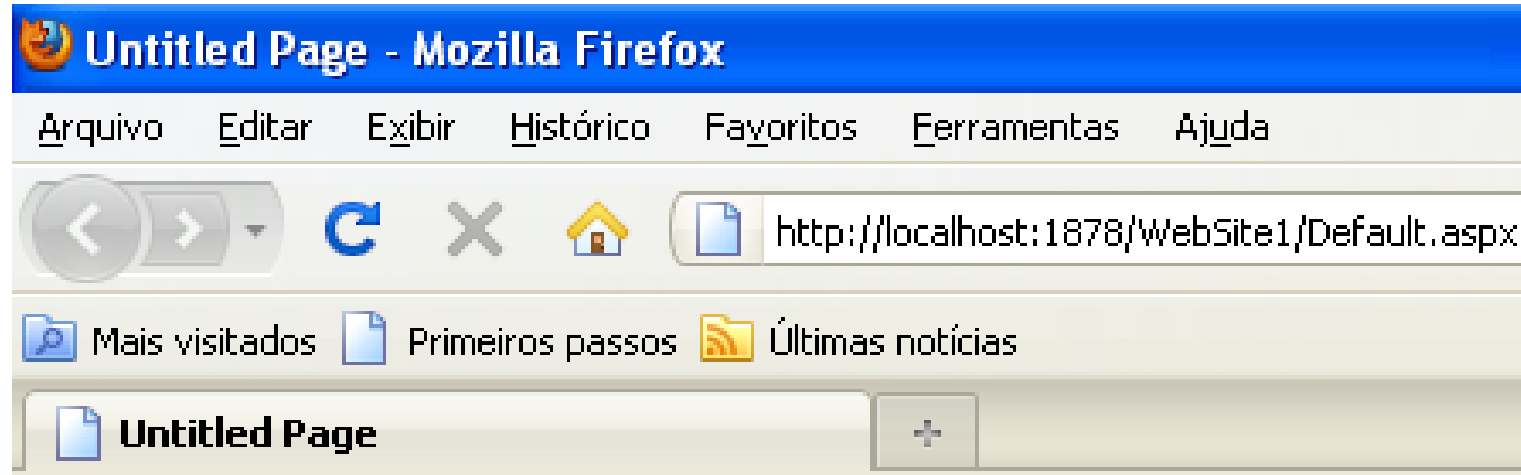 Untitled Page - Mozilla Firefox
Arquivo Editar Exibir Histórico Favoritos Ferramentas Ajuda
http://localhost:1878/WebSite1/Default.aspx
Mais visitados Primeiros passos Últimas notícias
Untitled Page